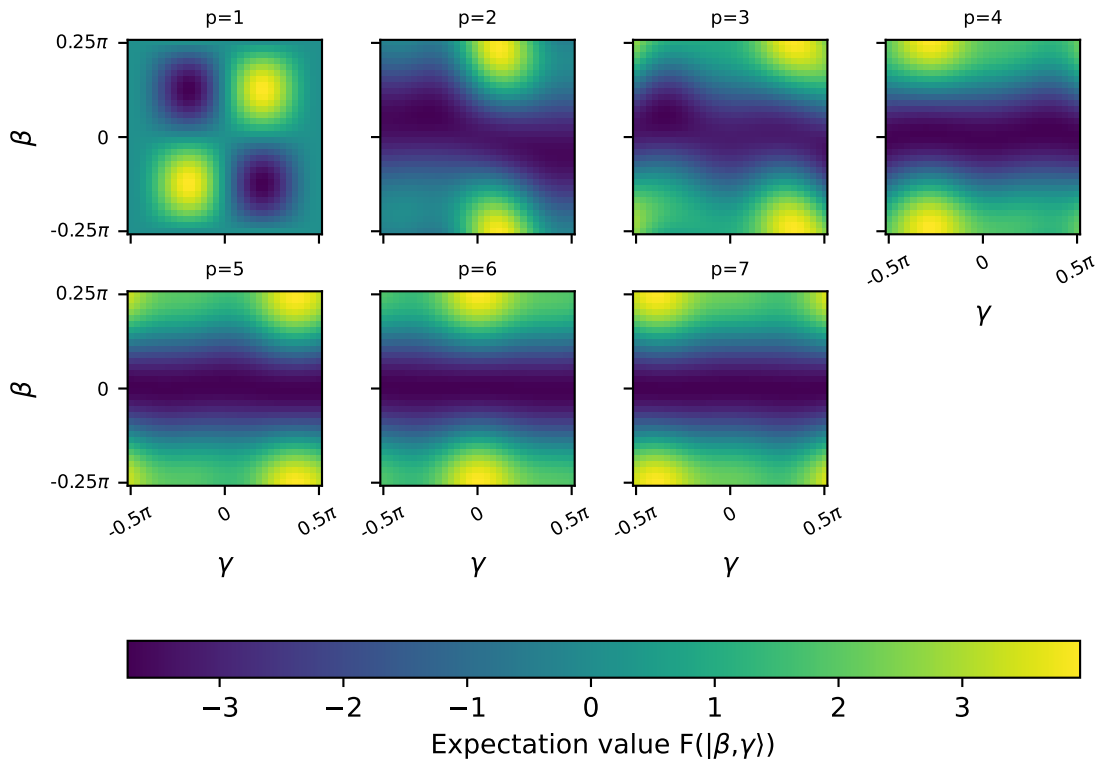 p=1 p=2 p=3 p=4
0.25π
β
0
-0.25π
-0.5π 0 0.5π
γ
p=5 p=6 p=7
0.25π
β
0
-0.25π
-0.5π 0 0.5π -0.5π 0 0.5π -0.5π 0 0.5π
γ γ γ
−3 −2 −1 0 1 2 3
Expectation value F(|β,γ⟩)